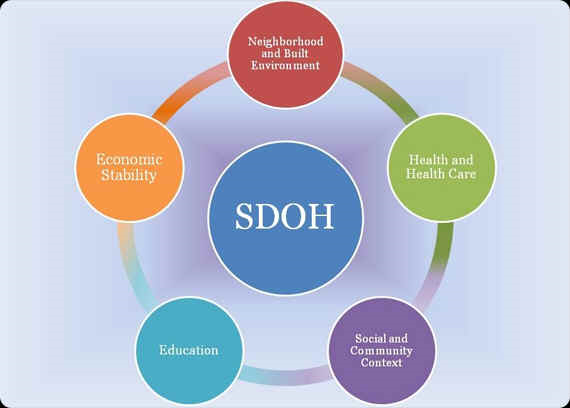 Neighborhood
and Built
Environment
Economic
Stability
Health and
Health Care
SDOH
Education
Social and
Community
Context